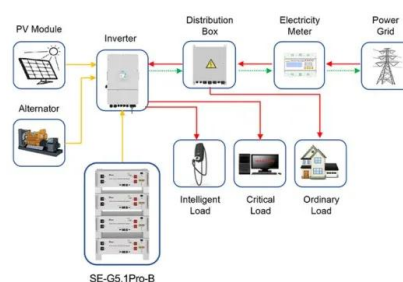 PV Module
Inverter
Distribution
Box
Electricity
Meter
Power
Grid
Alternator
Intelligent
Load
Critical
Load
Ordinary
Load
SE-G5.1Pro-B